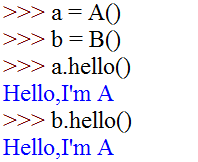 >>> a = A()
>>> b = B()
>>> a.hello()
Hello,I'm A
>>> b.hello()
Hello,I'm A